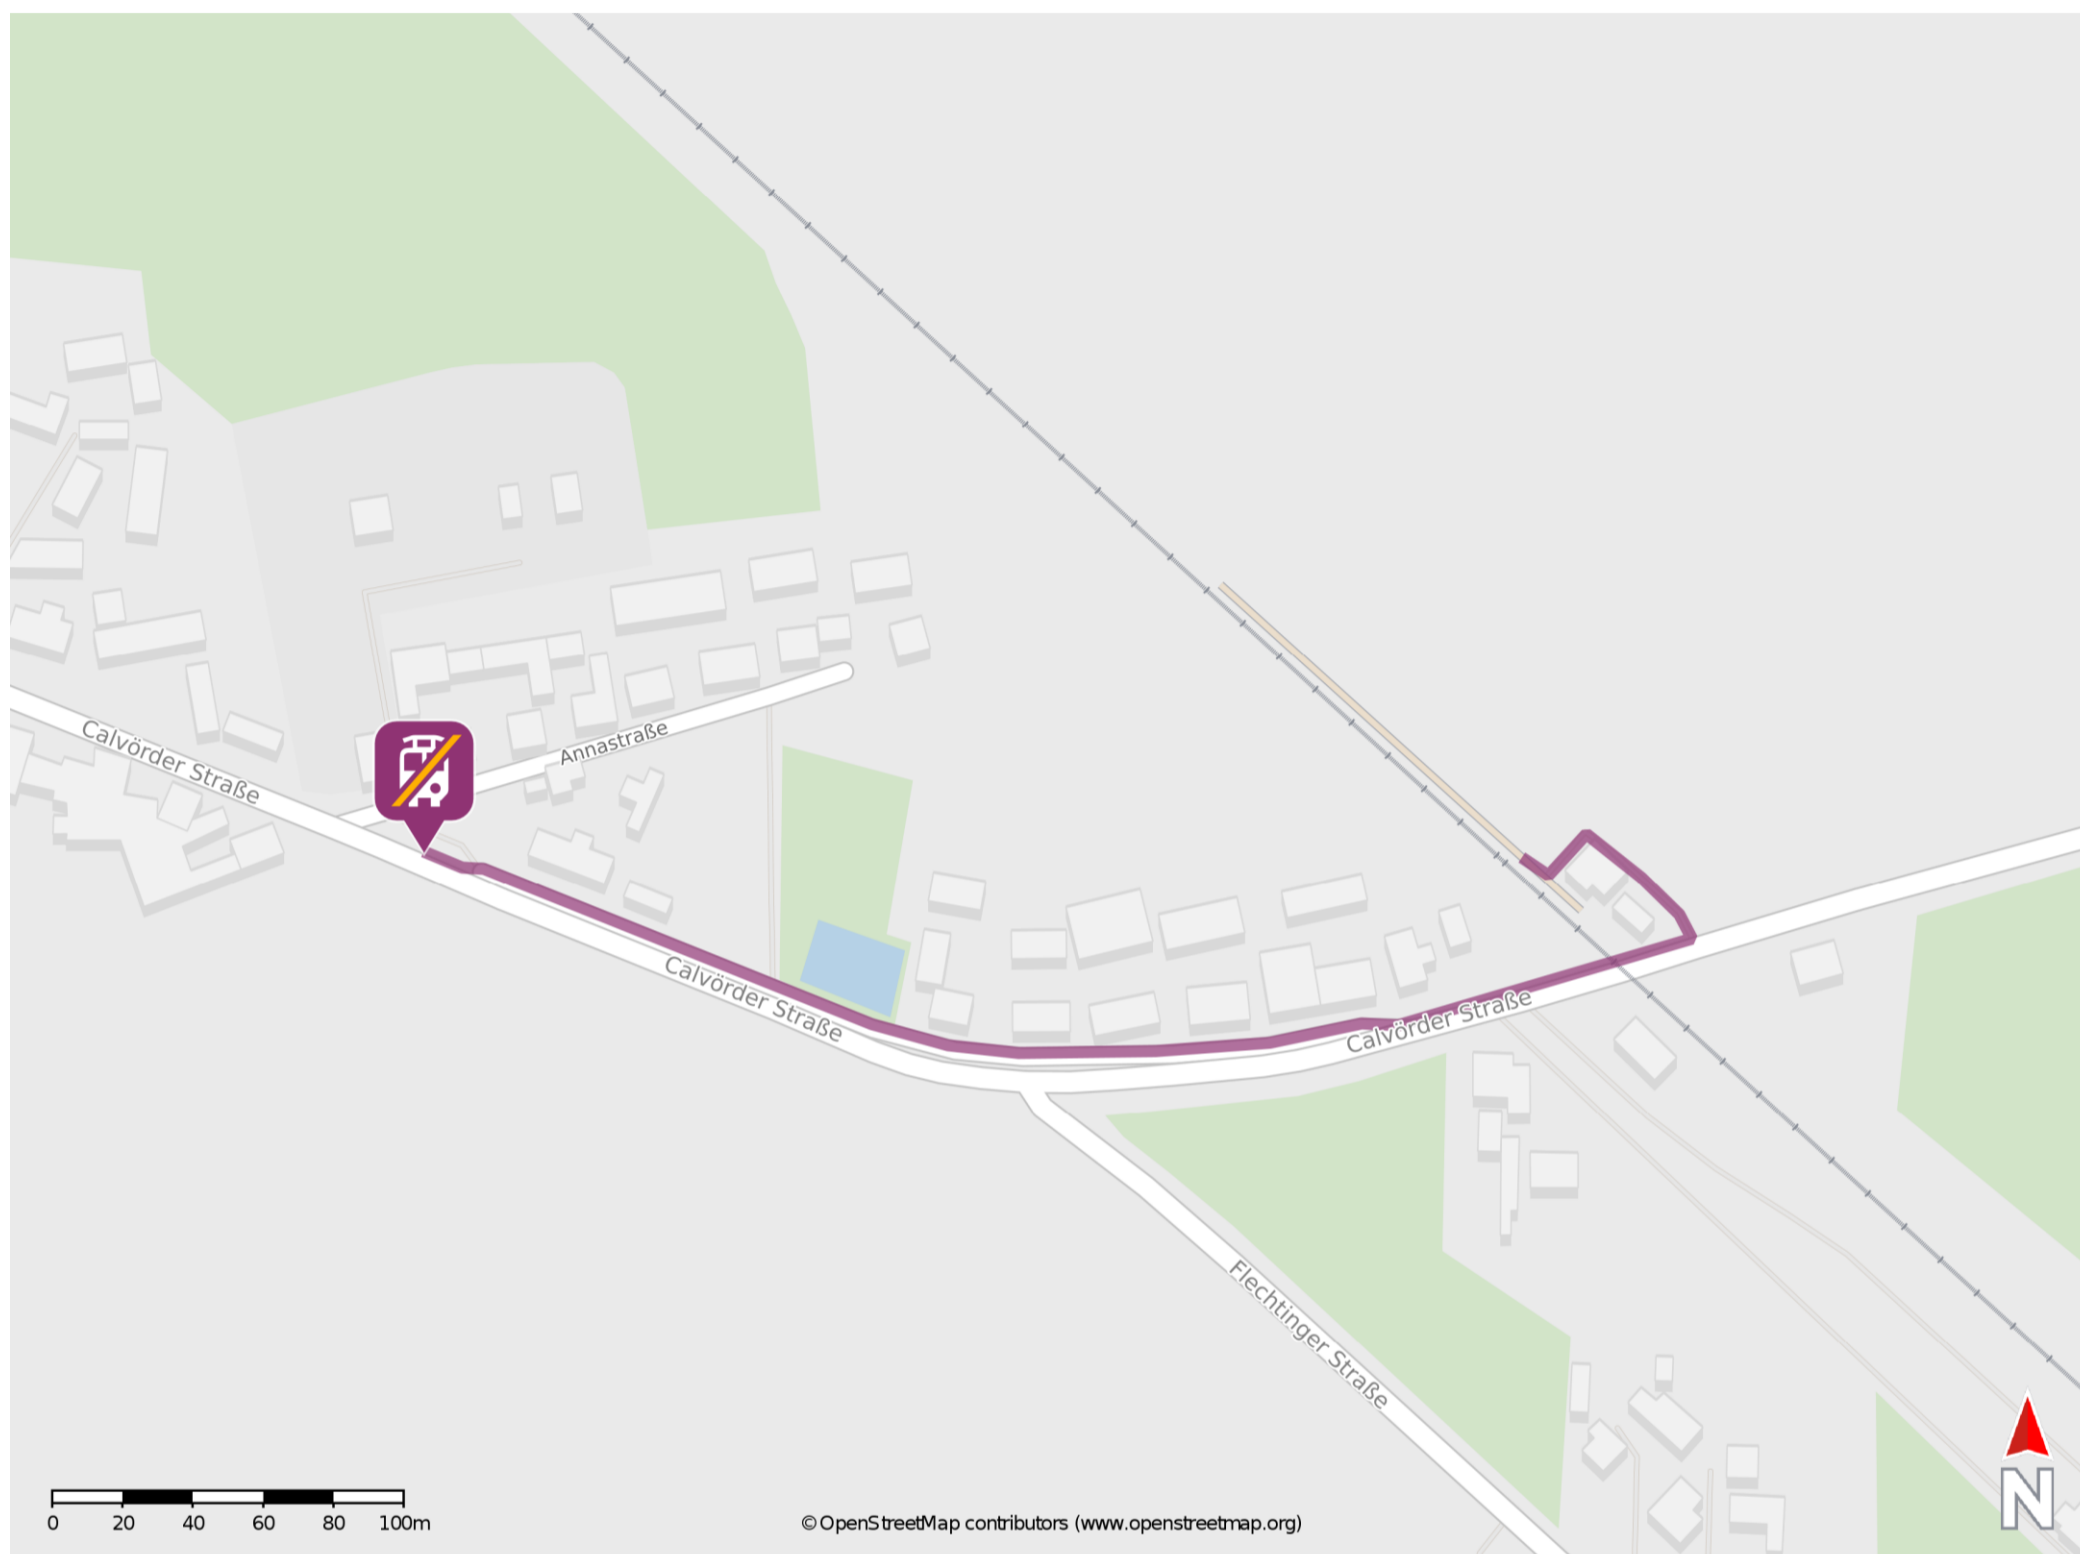 Calvörder Straße
Annastraße
Calvörder Straße
Calvörder Straße
Flechtinger Straße
N
0 20 40 60 80 100m
©OpenStreetMap contributors (www.openstreetmap.org)